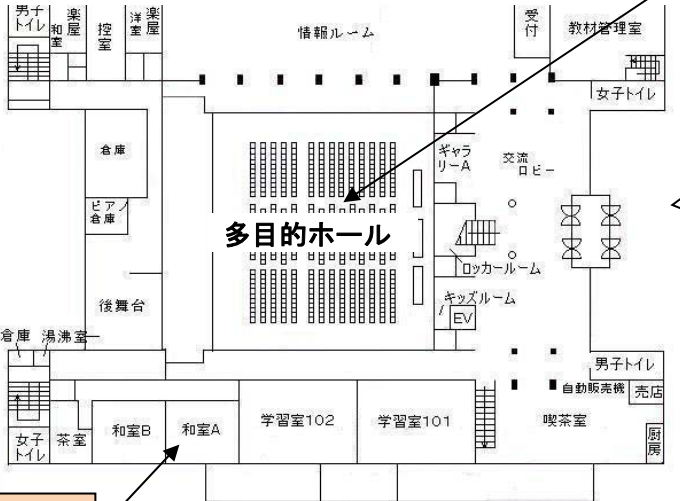 男子
トイレ
和室
楽屋
控室
洋室
楽屋
情報ルーム
受付
教材管理室
女子トイレ
倉庫
ギャラ
リーA
交流
ロビー
ピアノ
倉庫
多目的ホール
ロッカールーム
後舞台
キッズルーム
EV
倉庫
湯沸室
男子トイレ
自動販売機
売店
女子
トイレ
茶室
和室B
和室A
学習室102
学習室101
喫茶室
厨房